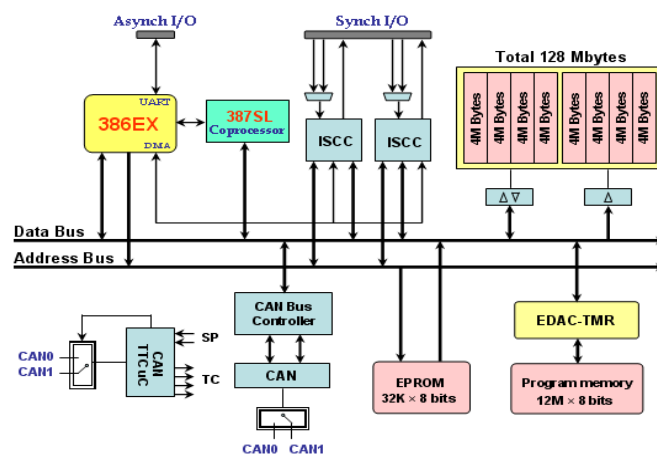 Asynch I/O
Synch I/O
Total 128 Mbytes
UART
386EX
DMA
387SL
Coprocessor
ISCC
ISCC
4M Bytes
4M Bytes
4M Bytes
4M Bytes
4M Bytes
4M Bytes
4M Bytes
4M Bytes
Δ ∇
Δ
Data Bus
Address Bus
CAN Bus
Controller
CAN
CAN0 CAN1
CAN0
CAN1
CAN
TTC uC
SP
TC
EPROM
32K × 8 bits
EDAC-TMR
Program memory
12M × 8 bits